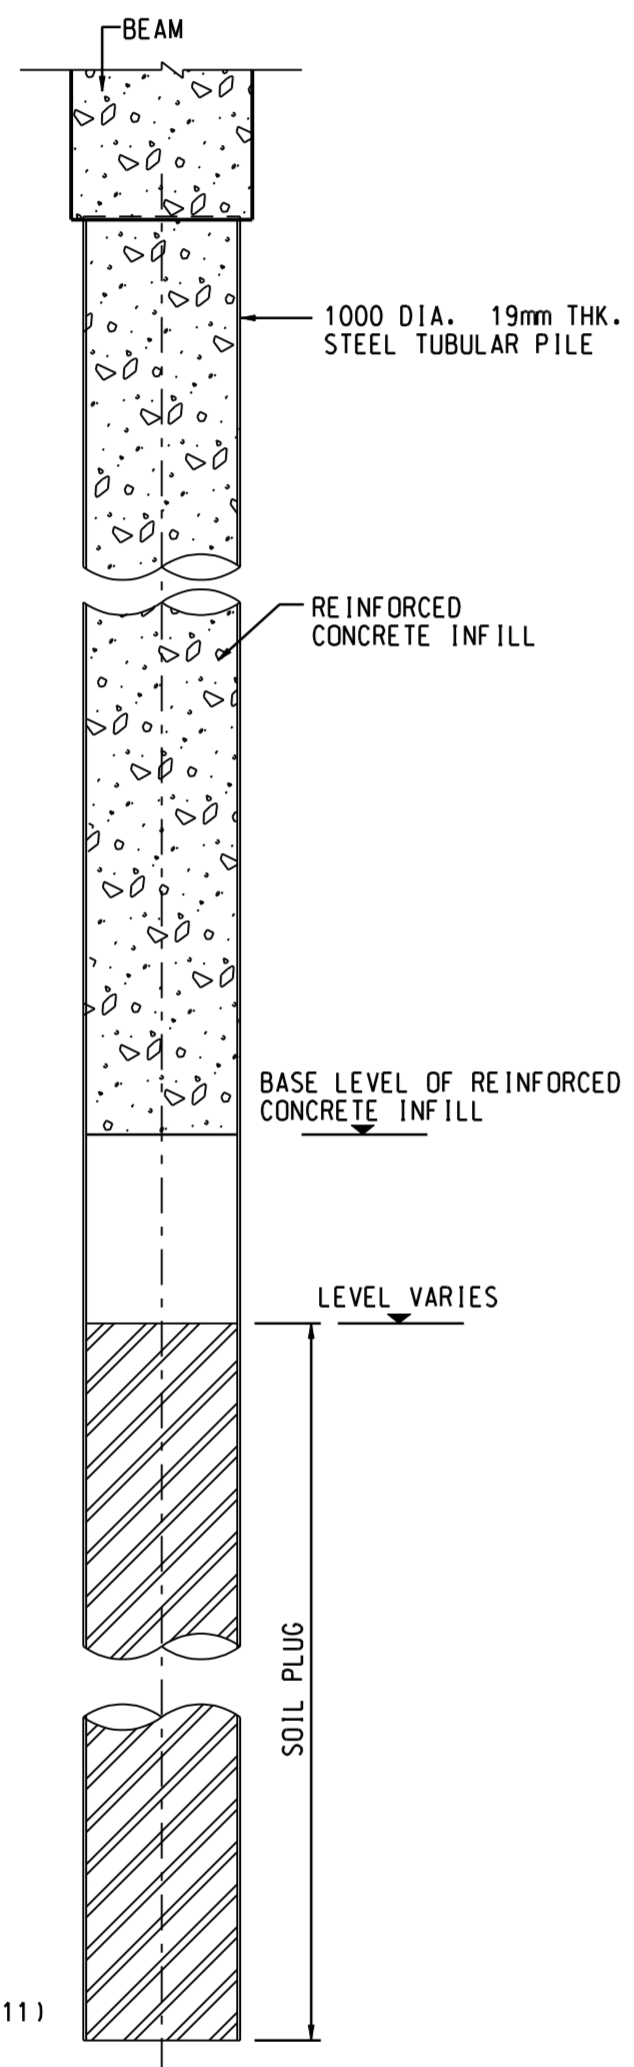 BEAM
1000 DIA. 19mm THK.
STEEL TUBULAR PILE
REINFORCED
CONCRETE INFILL
BASE LEVEL OF REINFORCED
CONCRETE INFILL
LEVEL VARIES
SOIL PLUG
11)